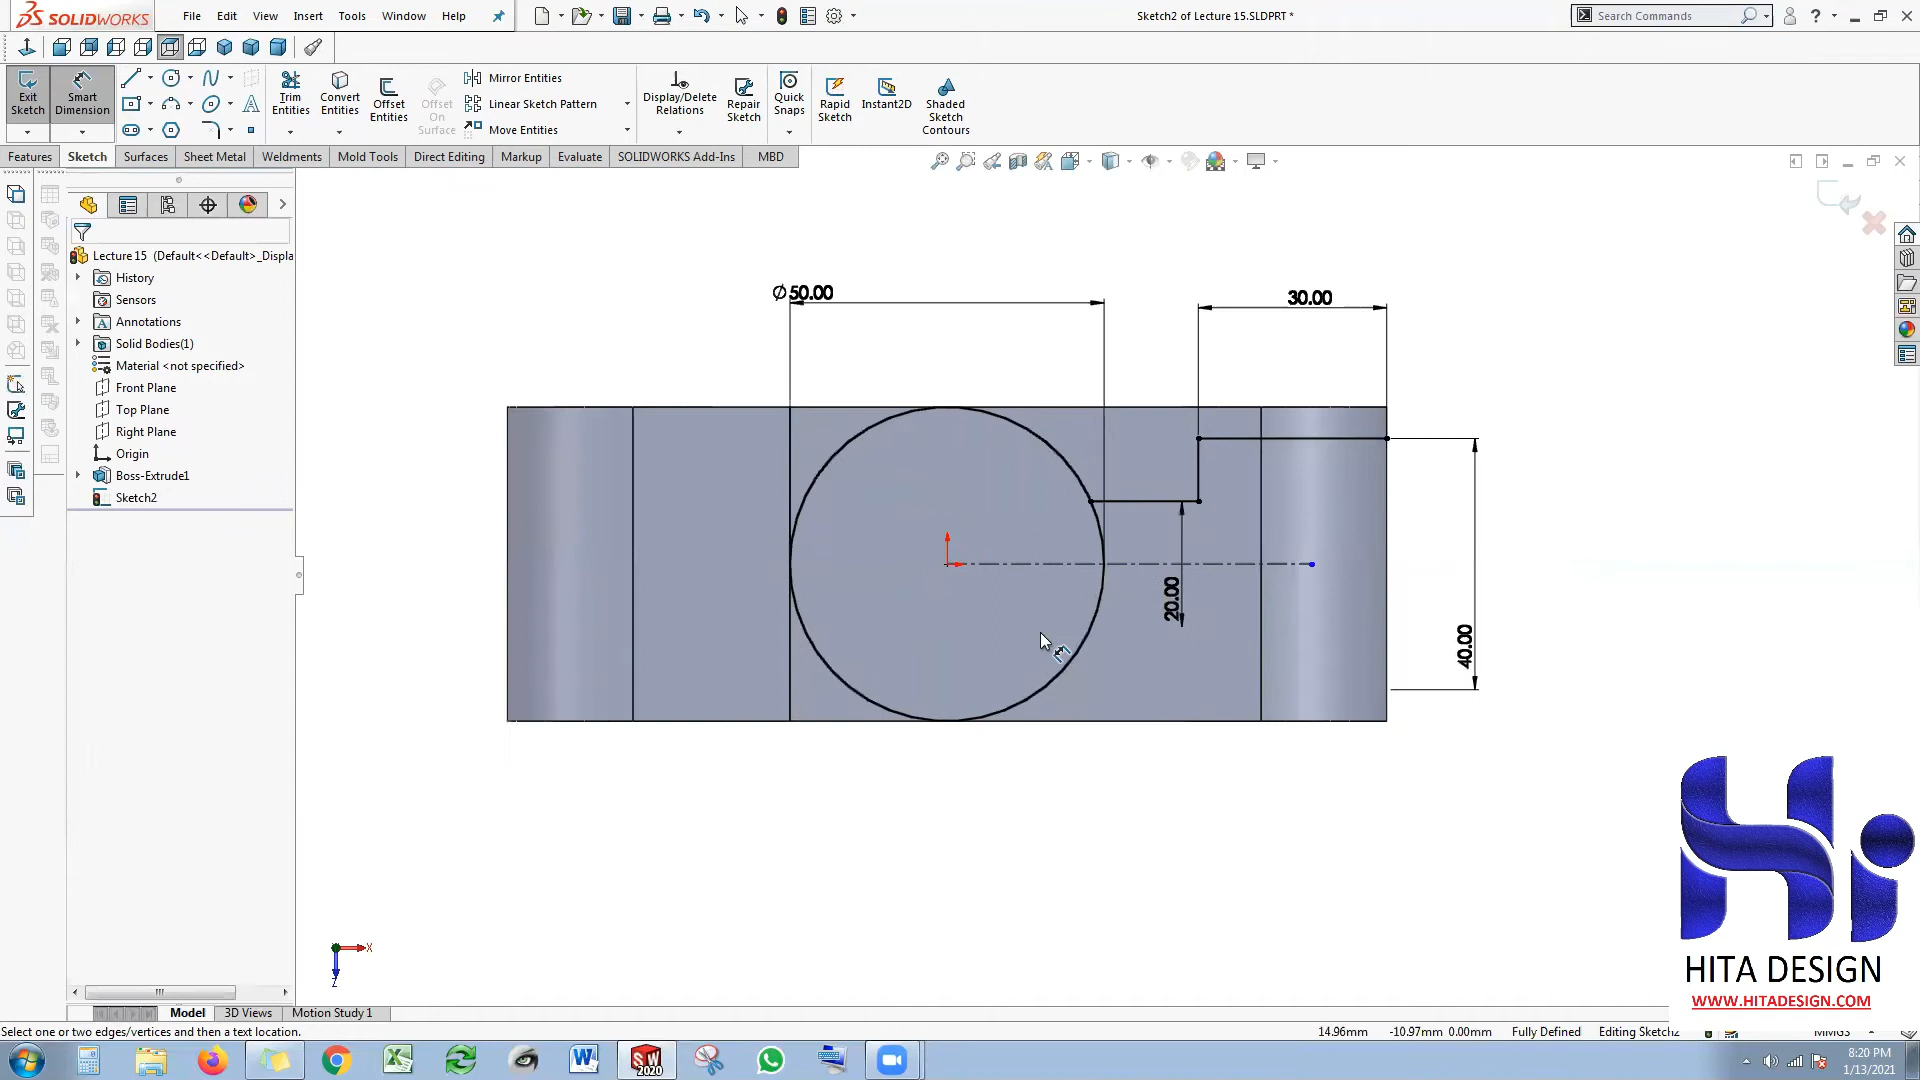 SOLIDWORKS
File
Edit
View
Insert
Tools
Window
Help
Sketch2 of Lecture 15.SLDPRT *
Search Commands
Exit Sketch
Smart Dimension
Trim Entities
Convert Entities
Offset Entities
Offset On Surface
Mirror Entities
Linear Sketch Pattern
Move Entities
Display/Delete Relations
Repair Sketch
Quick Snaps
Rapid Sketch
Instant2D
Shaded Sketch Contours
Features
Sketch
Surfaces
Sheet Metal
Weldments
Mold Tools
Direct Editing
Markup
Evaluate
SOLIDWORKS Add-Ins
MBD
Lecture 15 (Default<<Default>_Displa
History
Sensors
Annotations
Solid Bodies(1)
Material <not specified>
Front Plane
Top Plane
Right Plane
Origin
Boss-Extrude1
Sketch2
Ø50.00
30.00
20.00
40.00
X
Z
HITA DESIGN
WWW.HITADESIGN.COM
Model
3D Views
Motion Study 1
Select one or two edges/vertices and then a text location.
14.96mm
-10.97mm
0.00mm
Fully Defined
Editing Sketch2
MMGS
SW
2020
8:20 PM
1/13/2021